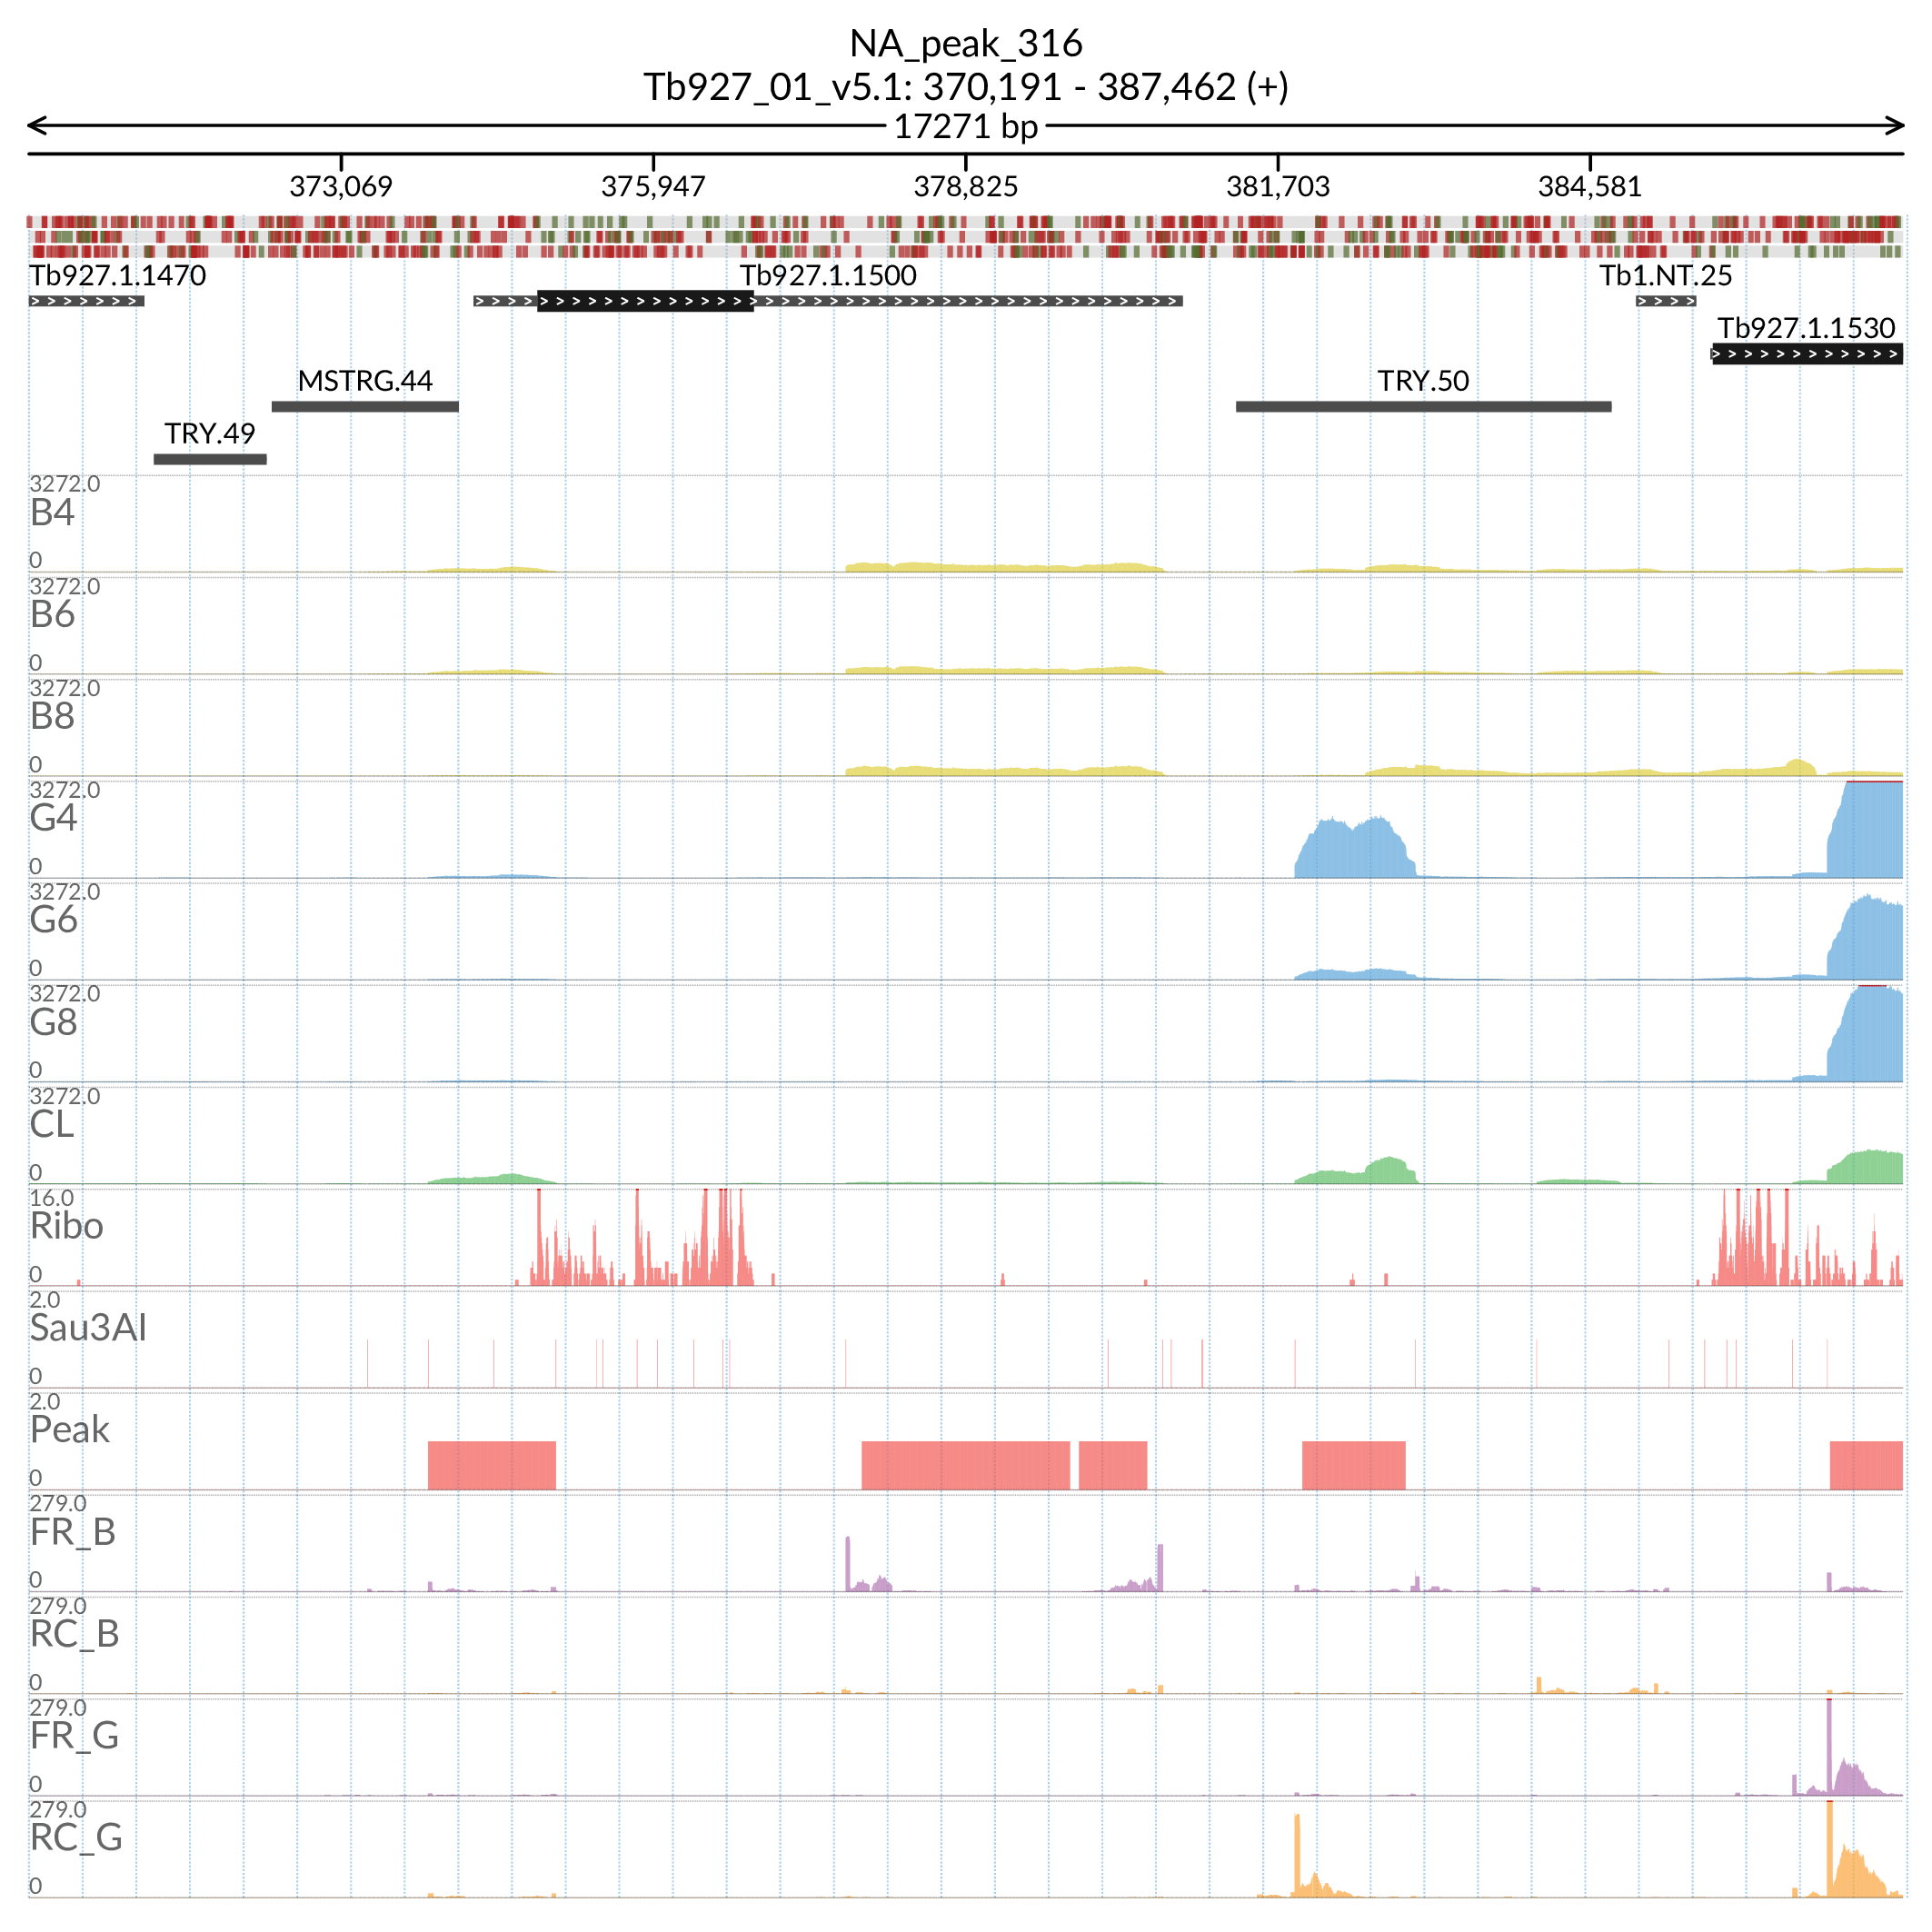 NA_peak_316
Tb927_01_v5.1: 370,191 - 387,462 (+)
17271 bp
373,069 375,947 378,825 381,703 384,581
Tb927.1.1470 Tb927.1.1500 Tb1.NT.25
Tb927.1.1530
MSTRG.44 TRY.50
TRY.49
3272.0
B4
0
3272.0
B6
0
3272.0
B8
0
3272.0
G4
0
3272.0
G6
0
3272.0
G8
0
3272.0
CL
0
16.0
Ribo
0
2.0
Sau3AI
0
2.0
Peak
0
279.0
FR_B
0
279.0
RC_B
0
279.0
FR_G
0
279.0
RC_G
0